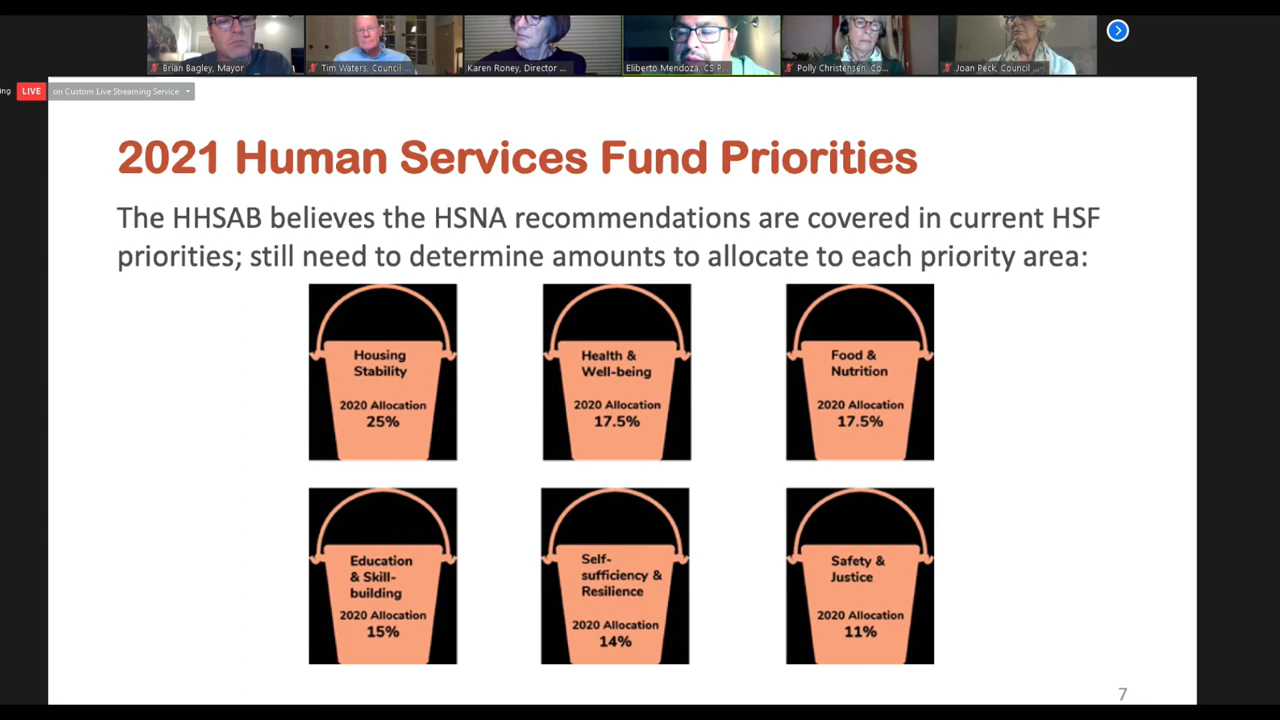 Brian Bagley, Mayor
Tim Waters, Council ...
Karen Roney, Director ...
Eliberto Mendoza, CS P...
Polly Christensen, Co...
Joan Peck, Council ...
ing
LIVE
on Custom Live Streaming Service
2021 Human Services Fund Priorities
The HHSAB believes the HSNA recommendations are covered in current HSF
priorities; still need to determine amounts to allocate to each priority area:
Housing
Stability
2020 Allocation
25%
Health &
Well-being
2020 Allocation
17.5%
Food &
Nutrition
2020 Allocation
17.5%
Education
& Skill-
building
2020 Allocation
15%
Self-
sufficiency &
Resilience
2020 Allocation
14%
Safety &
Justice
2020 Allocation
11%
7